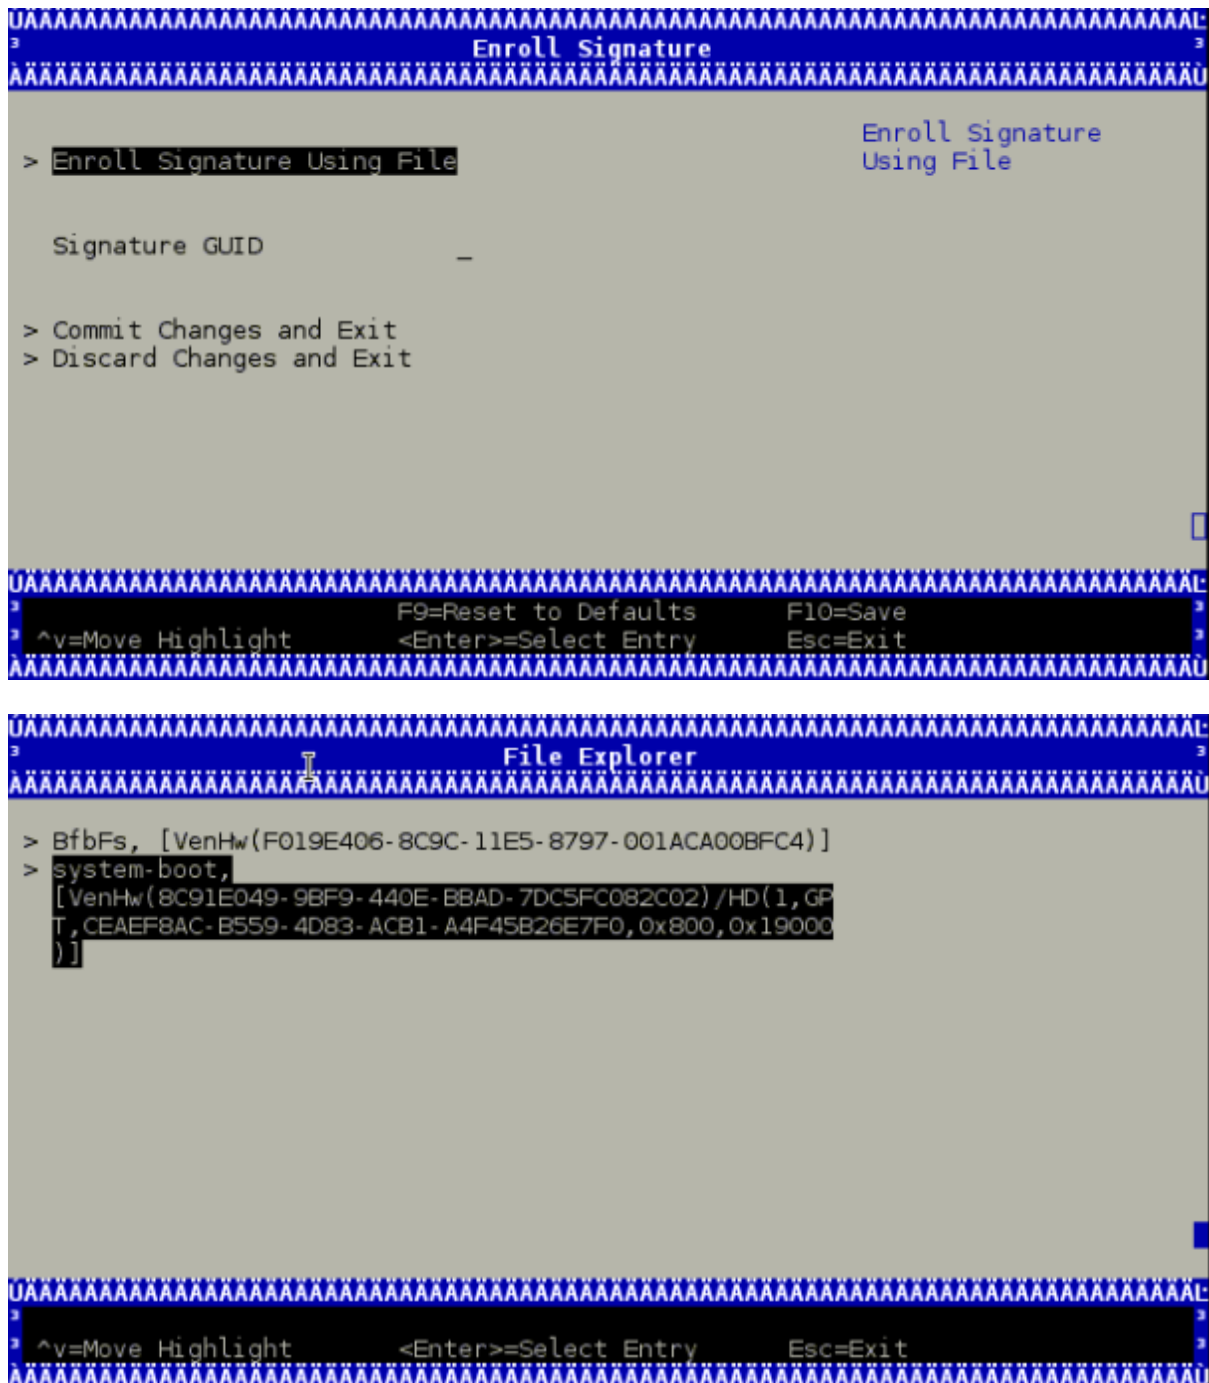 Enroll Signature
Enroll Signature
> Enroll Signature Using File
Using File
Signature GUID _
> Commit Changes and Exit
> Discard Changes and Exit
F9=Reset to Defaults F10=Save
^v=Move Highlight <Enter>=Select Entry Esc=Exit
File Explorer
> BfbFs, [VenHw(F019E406-8C9C-11E5-8797-001ACA00BFC4)]
> system-boot,
[VenHw(8C91E049-9BF9-440E-BBAD-7DC5FC082C02)/HD(1,GP
T,CEAEF8AC-B559-4D83-ACB1-A4F45B26E7F0,0x800,0x19000
)]
^v=Move Highlight <Enter>=Select Entry Esc=Exit